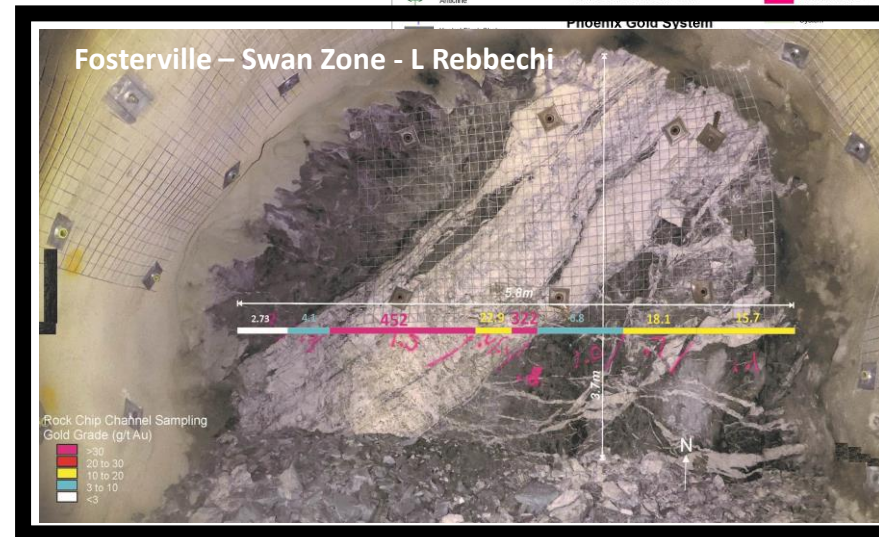 Anticline
Phoenix Gold System
Fosterville – Swan Zone - L Rebbechi
5.8m
2.73 4.1 452 22.9 322 6.8 18.1 15.7
3.7m
N
Rock Chip Channel Sampling
Gold Grade (g/t Au)
>30
20 to 30
10 to 20
3 to 10
<3